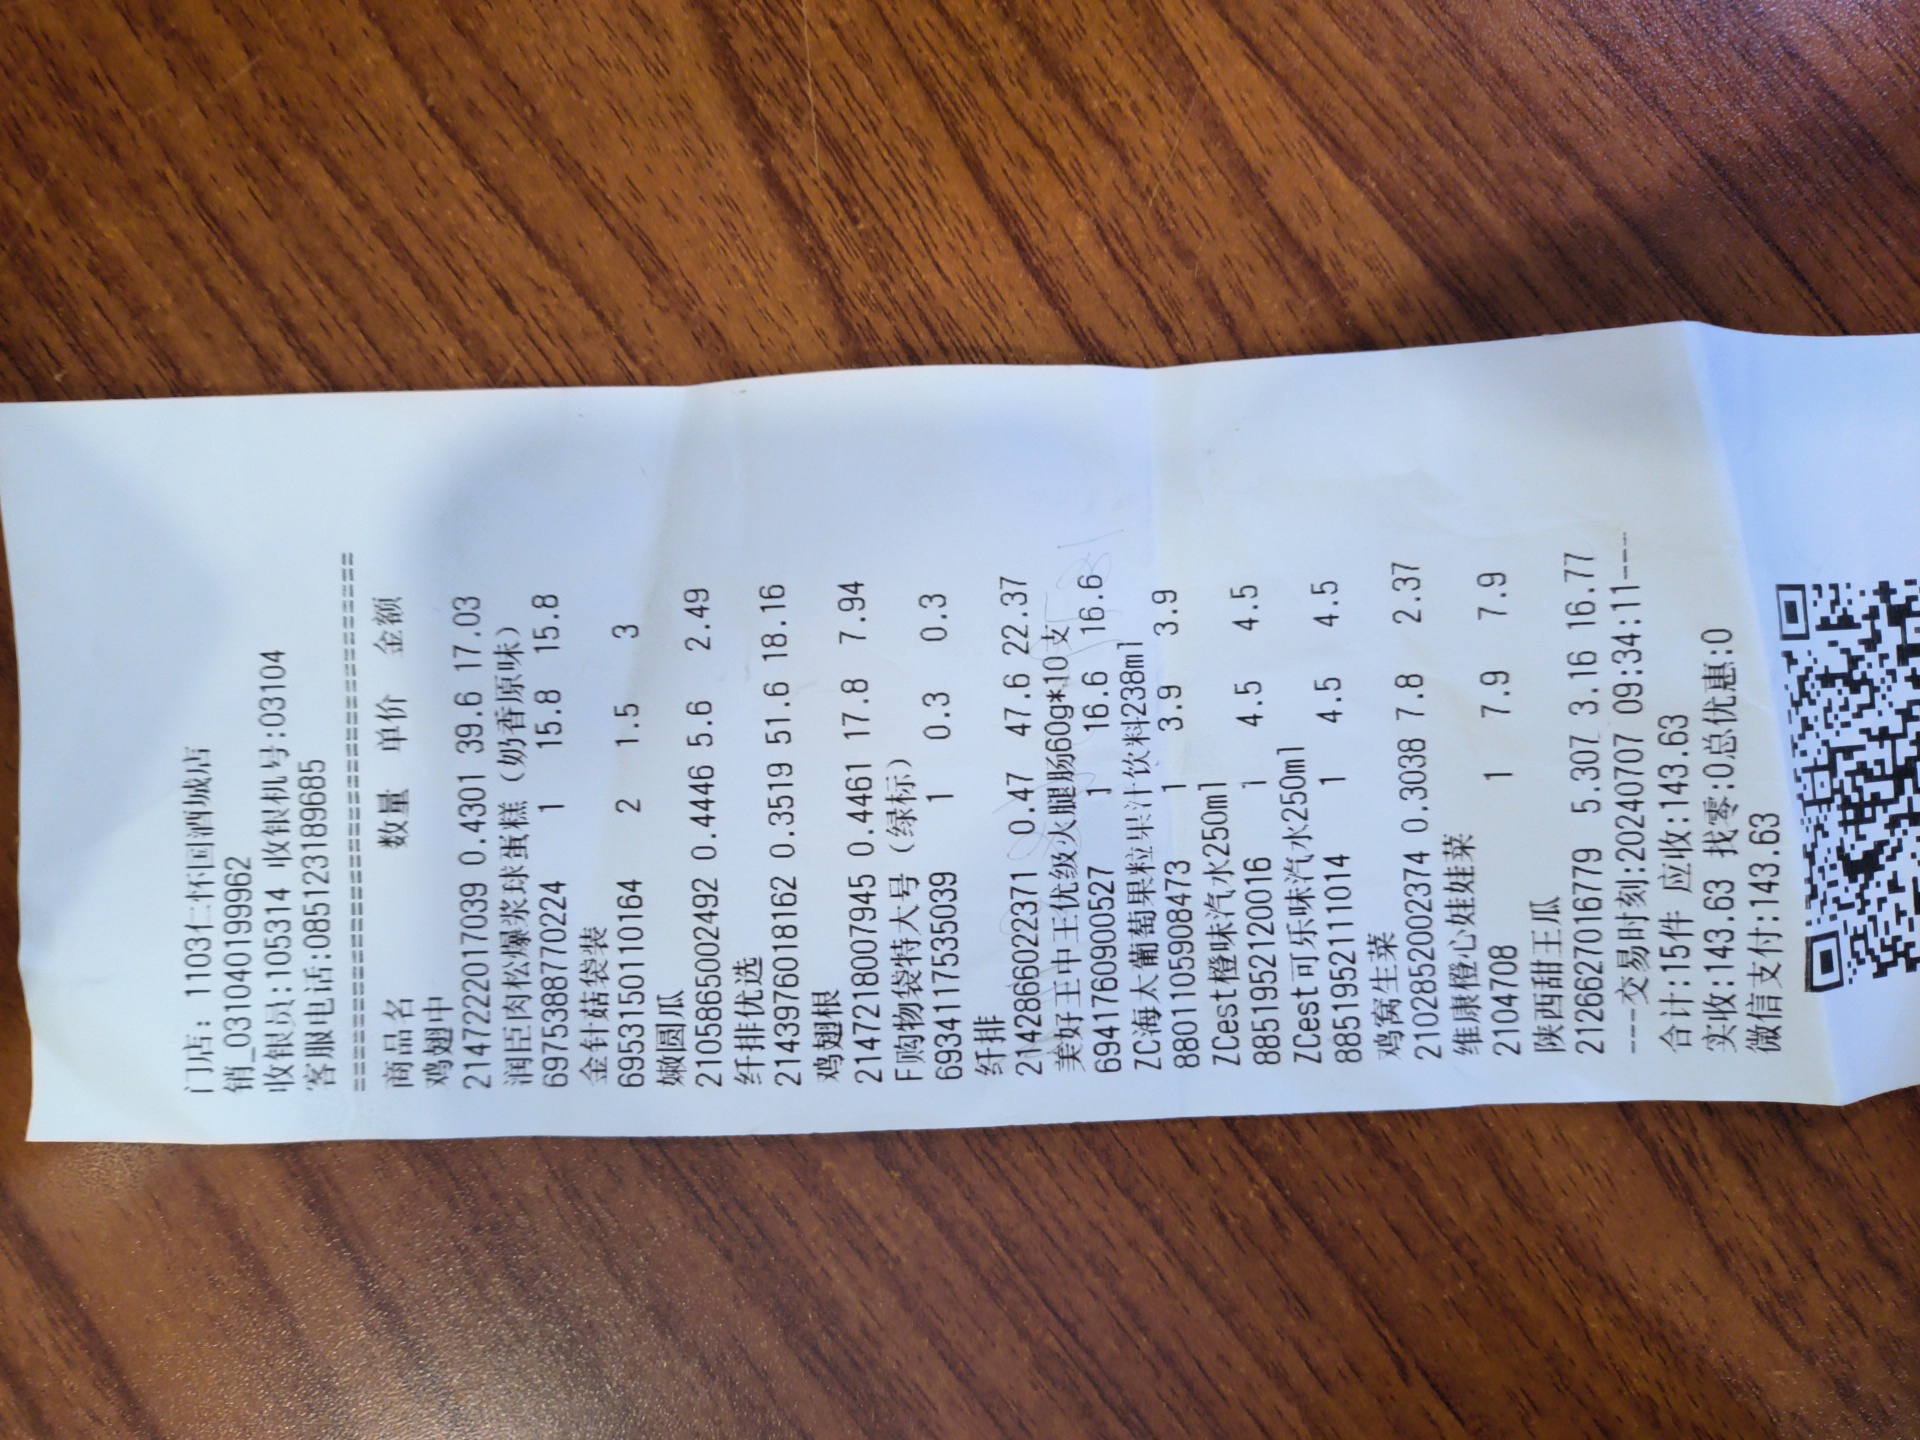 门店: 1103仁怀国酒城店
销_0310401199962
收银员:105314 收银机号:03104
客服电话:085123189685
================================
商品名 数量 单价 金额
鸡翅中
2147222017039 0.4301 39.6 17.03
润臣肉松爆浆球蛋糕(奶香原味)
6975388770224 1 15.8 15.8
金针菇袋装
6953150110164 2 1.5 3
嫩圆瓜
2105865002492 0.4446 5.6 2.49
纤排优选
2143976018162 0.3519 51.6 18.16
鸡翅根
2147218007945 0.4461 17.8 7.94
F购物袋特大号(绿标)
6934117535039 1 0.3 0.3
纤排
2142866022371 0.47 47.6 22.37
美好王中王优级火腿肠60g*10支
6941760900527 1 16.6 16.6
ZC海太葡萄果粒果汁饮料238ml
8801105908473 1 3.9 3.9
ZCest橙味汽水250ml
8851952120016 1 4.5 4.5
ZCest可乐味汽水250ml
8851952111014 1 4.5 4.5
鸡窝生菜
2102852002374 0.3038 7.8 2.37
维康橙心娃娃菜
2104708 1 7.9 7.9
陕西甜王瓜
2126627016779 5.307 3.16 16.77
---交易时刻:20240707 09:34:11---
合计:15件 应收:143.63
实收:143.63 找零:0总优惠:0
微信支付:143.63